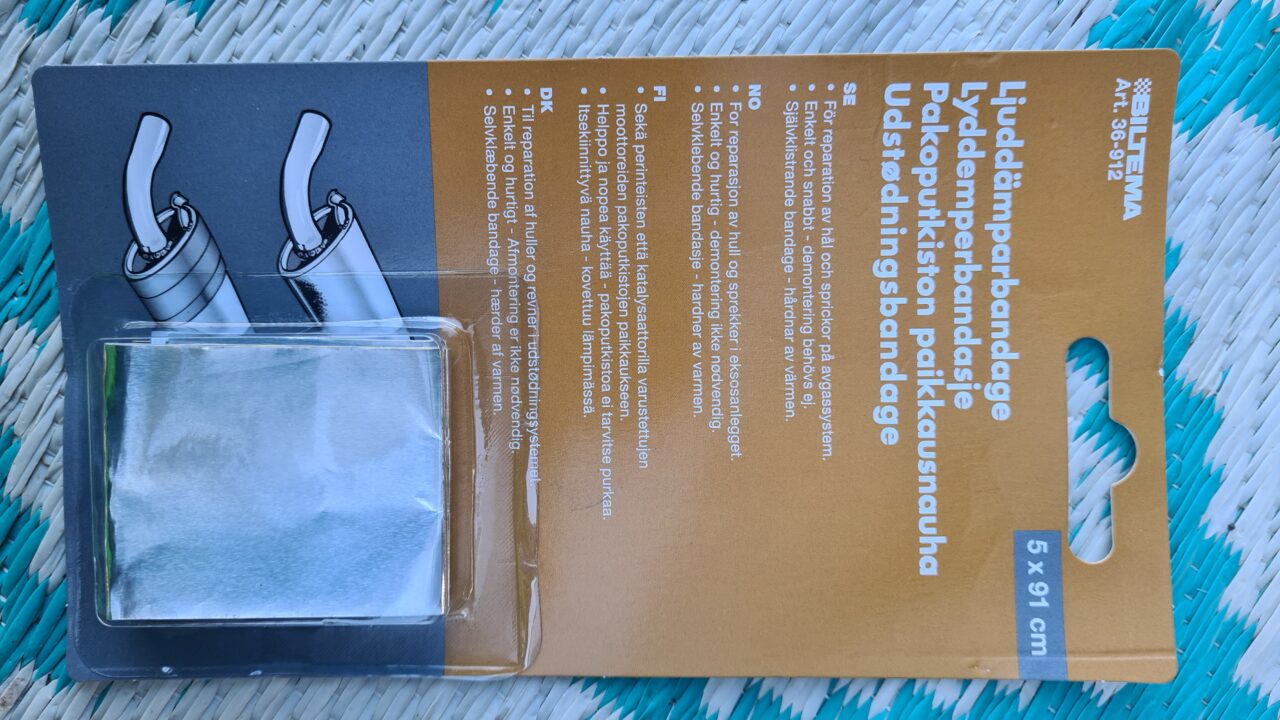 BILTEMA
Art. 36-912
5 x 91 cm
Ljuddämparbandage
Lyddemperbandasje
Pakoputkiston paikkausnauha
Udstødningsbandage
SE
• För reparation av hål och sprickor på avgassystem.
• Enkelt och snabbt - demontering behövs ej.
• Självklistrande bandage - hårdnar av värmen.
NO
• For reparasjon av hull og sprekker i eksosanlegget.
• Enkelt og hurtig - demontering ikke nødvendig.
• Selvklebende bandasje - hardner av varmen.
FI
• Sekä perinteisten että katalysaattorilla varustettujen
moottoreiden pakoputkistojen paikkaukseen.
• Helppo ja nopea käyttää - pakoputkistoa ei tarvitse purkaa.
• Itsekiinnittyvä nauha - kovettuu lämpimässä.
DK
• Til reparation af huller og revner i udstødningsystemet.
• Enkelt og hurtigt - Afmontering er ikke nødvendig.
• Selvklæbende bandage - hærder af varmen.